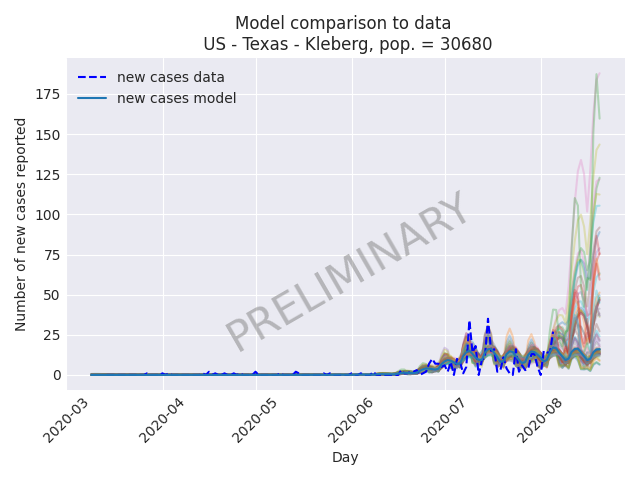 Model comparison to data
US - Texas - Kleberg, pop. = 30680
new cases data
new cases model
Number of new cases reported
175
150
125
100
75
50
25
0
PRELIMINARY
2020-03
2020-04
2020-05
2020-06
2020-07
2020-08
Day